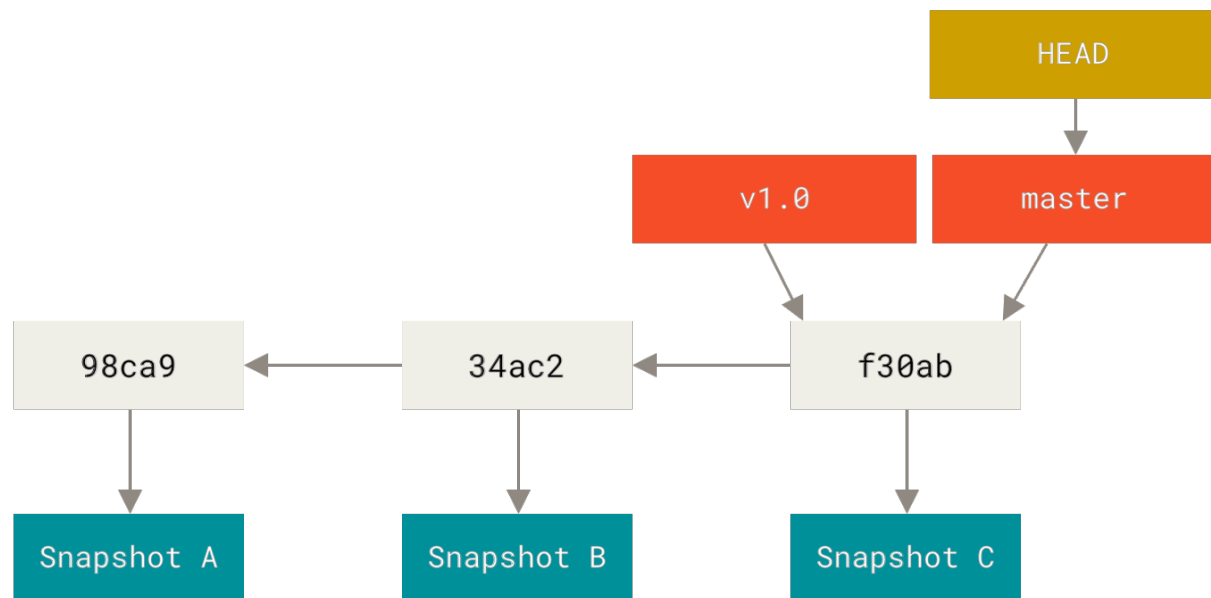 HEAD
v1.0
master
98ca9
34ac2
f30ab
Snapshot A
Snapshot B
Snapshot C